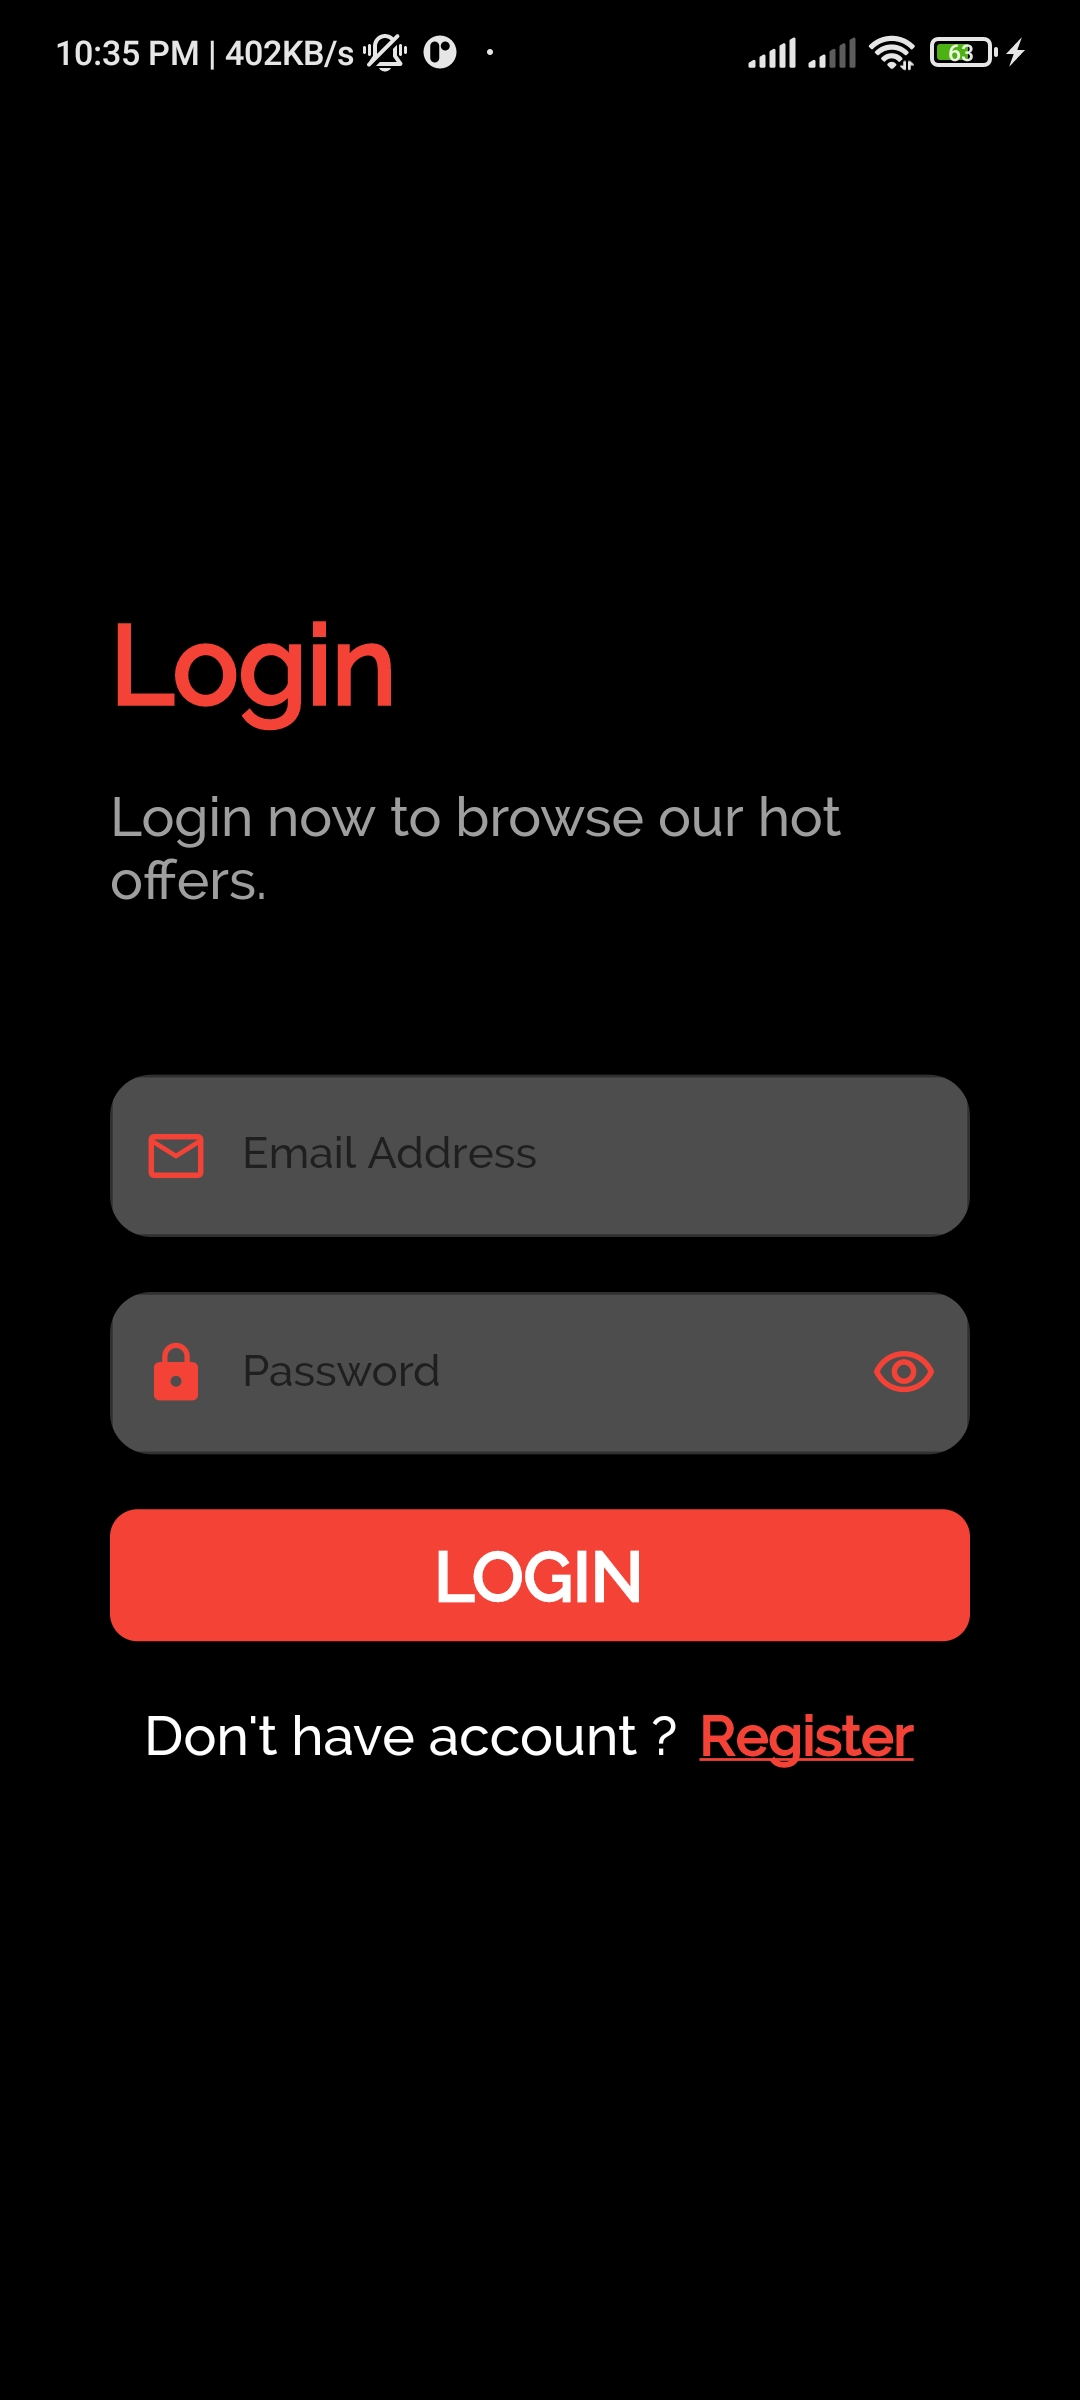 10:35 PM | 402KB/s
63
Login
Login now to browse our hot
offers.
Email Address
Password
LOGIN
Don't have account ? Register